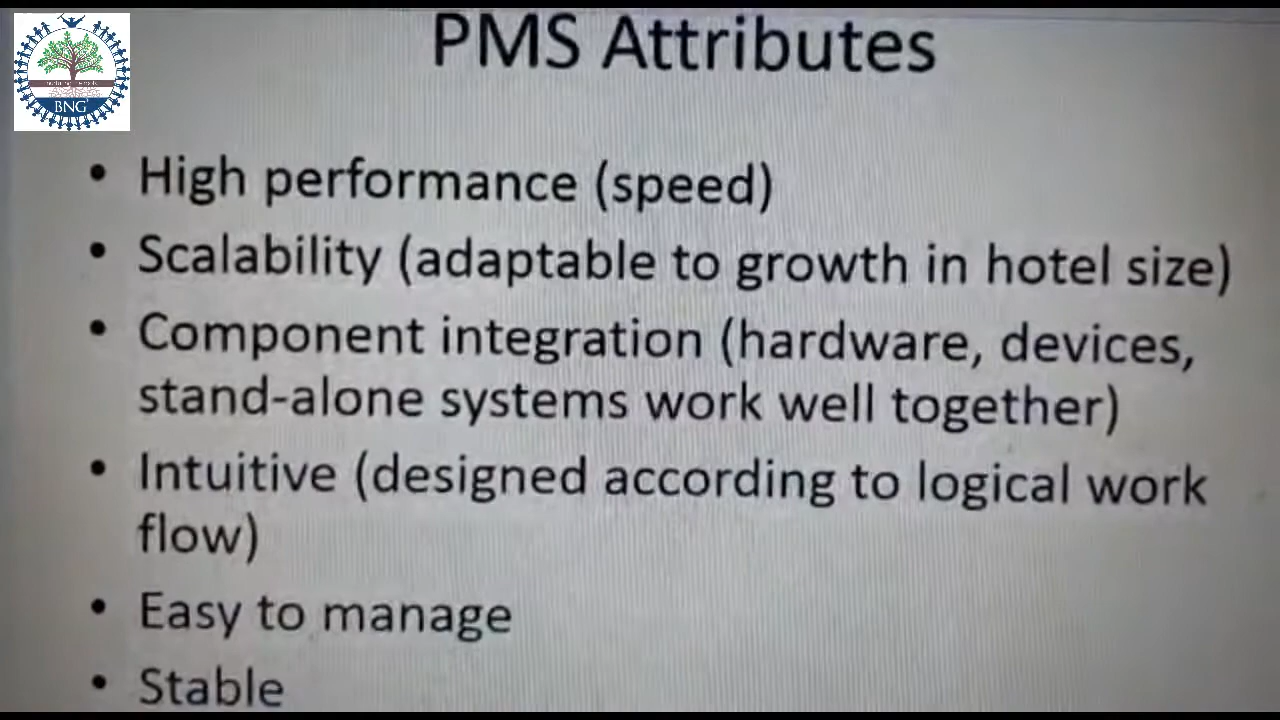 PMS Attributes
BNG
• High performance (speed)
• Scalability (adaptable to growth in hotel size)
• Component integration (hardware, devices,
stand-alone systems work well together)
• Intuitive (designed according to logical work
flow)
• Easy to manage
• Stable